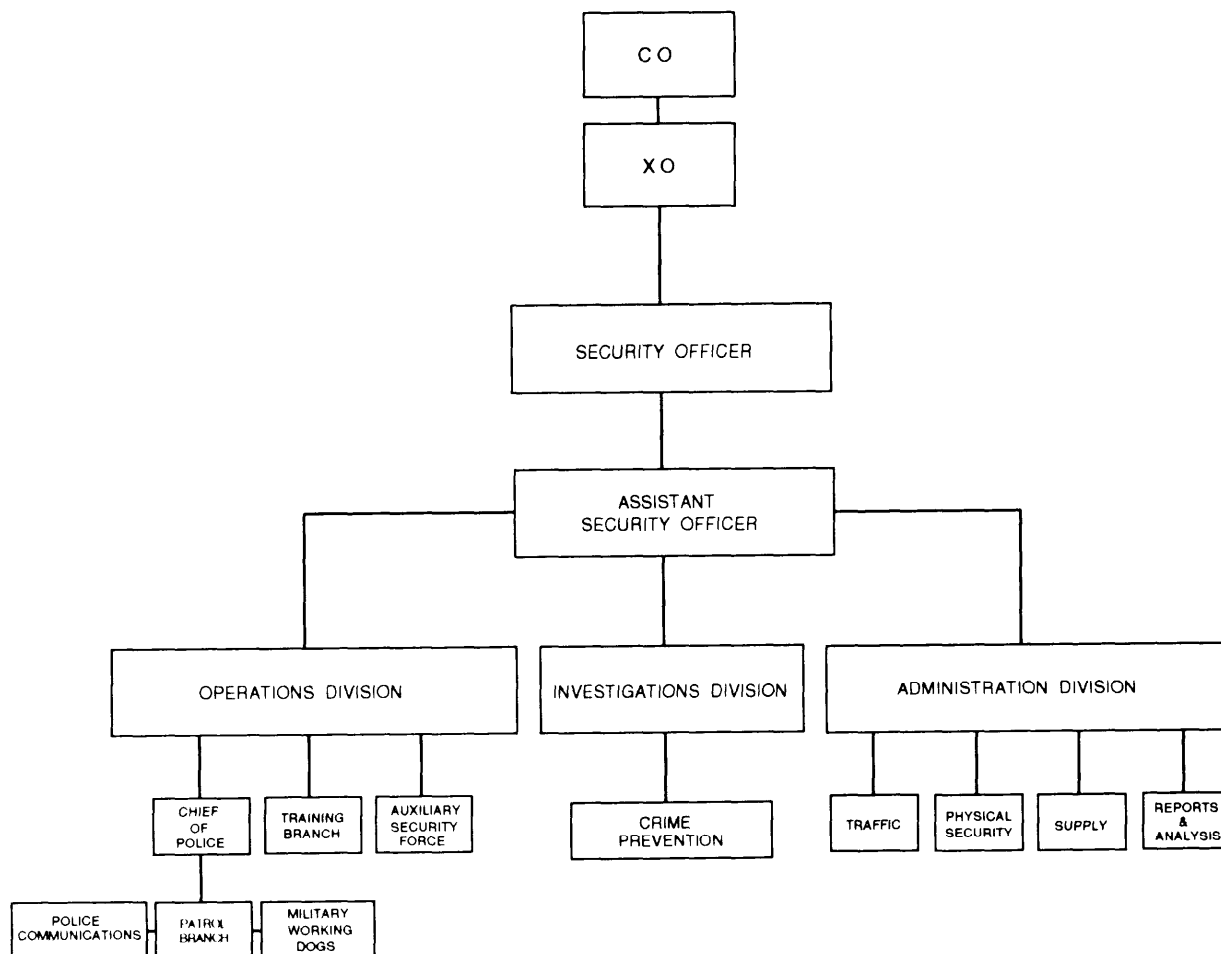 CO
XO
SECURITY OFFICER
ASSISTANT
SECURITY OFFICER
OPERATIONS DIVISION
INVESTIGATIONS DIVISION
ADMINISTRATION DIVISION
CHIEF
OF
POLICE
TRAINING
BRANCH
AUXILIARY
SECURITY
FORCE
CRIME
PREVENTION
TRAFFIC
PHYSICAL
SECURITY
SUPPLY
REPORTS
&
ANALYSIS
POLICE
COMMUNICATIONS
PATROL
BRANCH
MILITARY
WORKING
DOGS